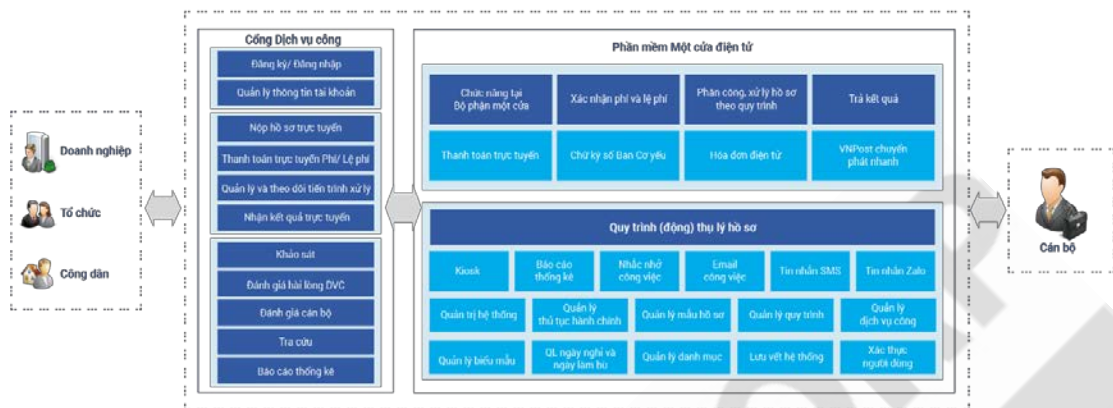 Doanh nghiệp
Tổ chức
Công dân
Cổng Dịch vụ công
Đăng ký/ Đăng nhập
Quản lý thông tin tài khoản
Nộp hồ sơ trực tuyến
Thanh toán trực tuyến Phí/ Lệ phí
Quản lý và theo dõi tiến trình xử lý
Nhận kết quả trực tuyến
Khảo sát
Đánh giá hài lòng DVC
Đánh giá cán bộ
Tra cứu
Báo cáo thống kê
Phần mềm Một cửa điện tử
Chức năng tại
Bộ phận một cửa
Xác nhận phí và lệ phí
Phân công, xử lý hồ sơ
theo quy trình
Trả kết quả
Thanh toán trực tuyến
Chữ ký số Ban Cơ yếu
Hóa đơn điện tử
VNPost chuyển
phát nhanh
Quy trình (động) thụ lý hồ sơ
Kiosk
Báo cáo
thống kê
Nhắc nhở
công việc
Email
công việc
Tin nhắn SMS
Tin nhắn Zalo
Quản trị hệ thống
Quản lý
thủ tục hành chính
Quản lý mẫu hồ sơ
Quản lý quy trình
Quản lý
dịch vụ công
Quản lý biểu mẫu
QL ngày nghỉ và
ngày làm bù
Quản lý danh mục
Lưu vết hệ thống
Xác thực
người dùng
Cán bộ